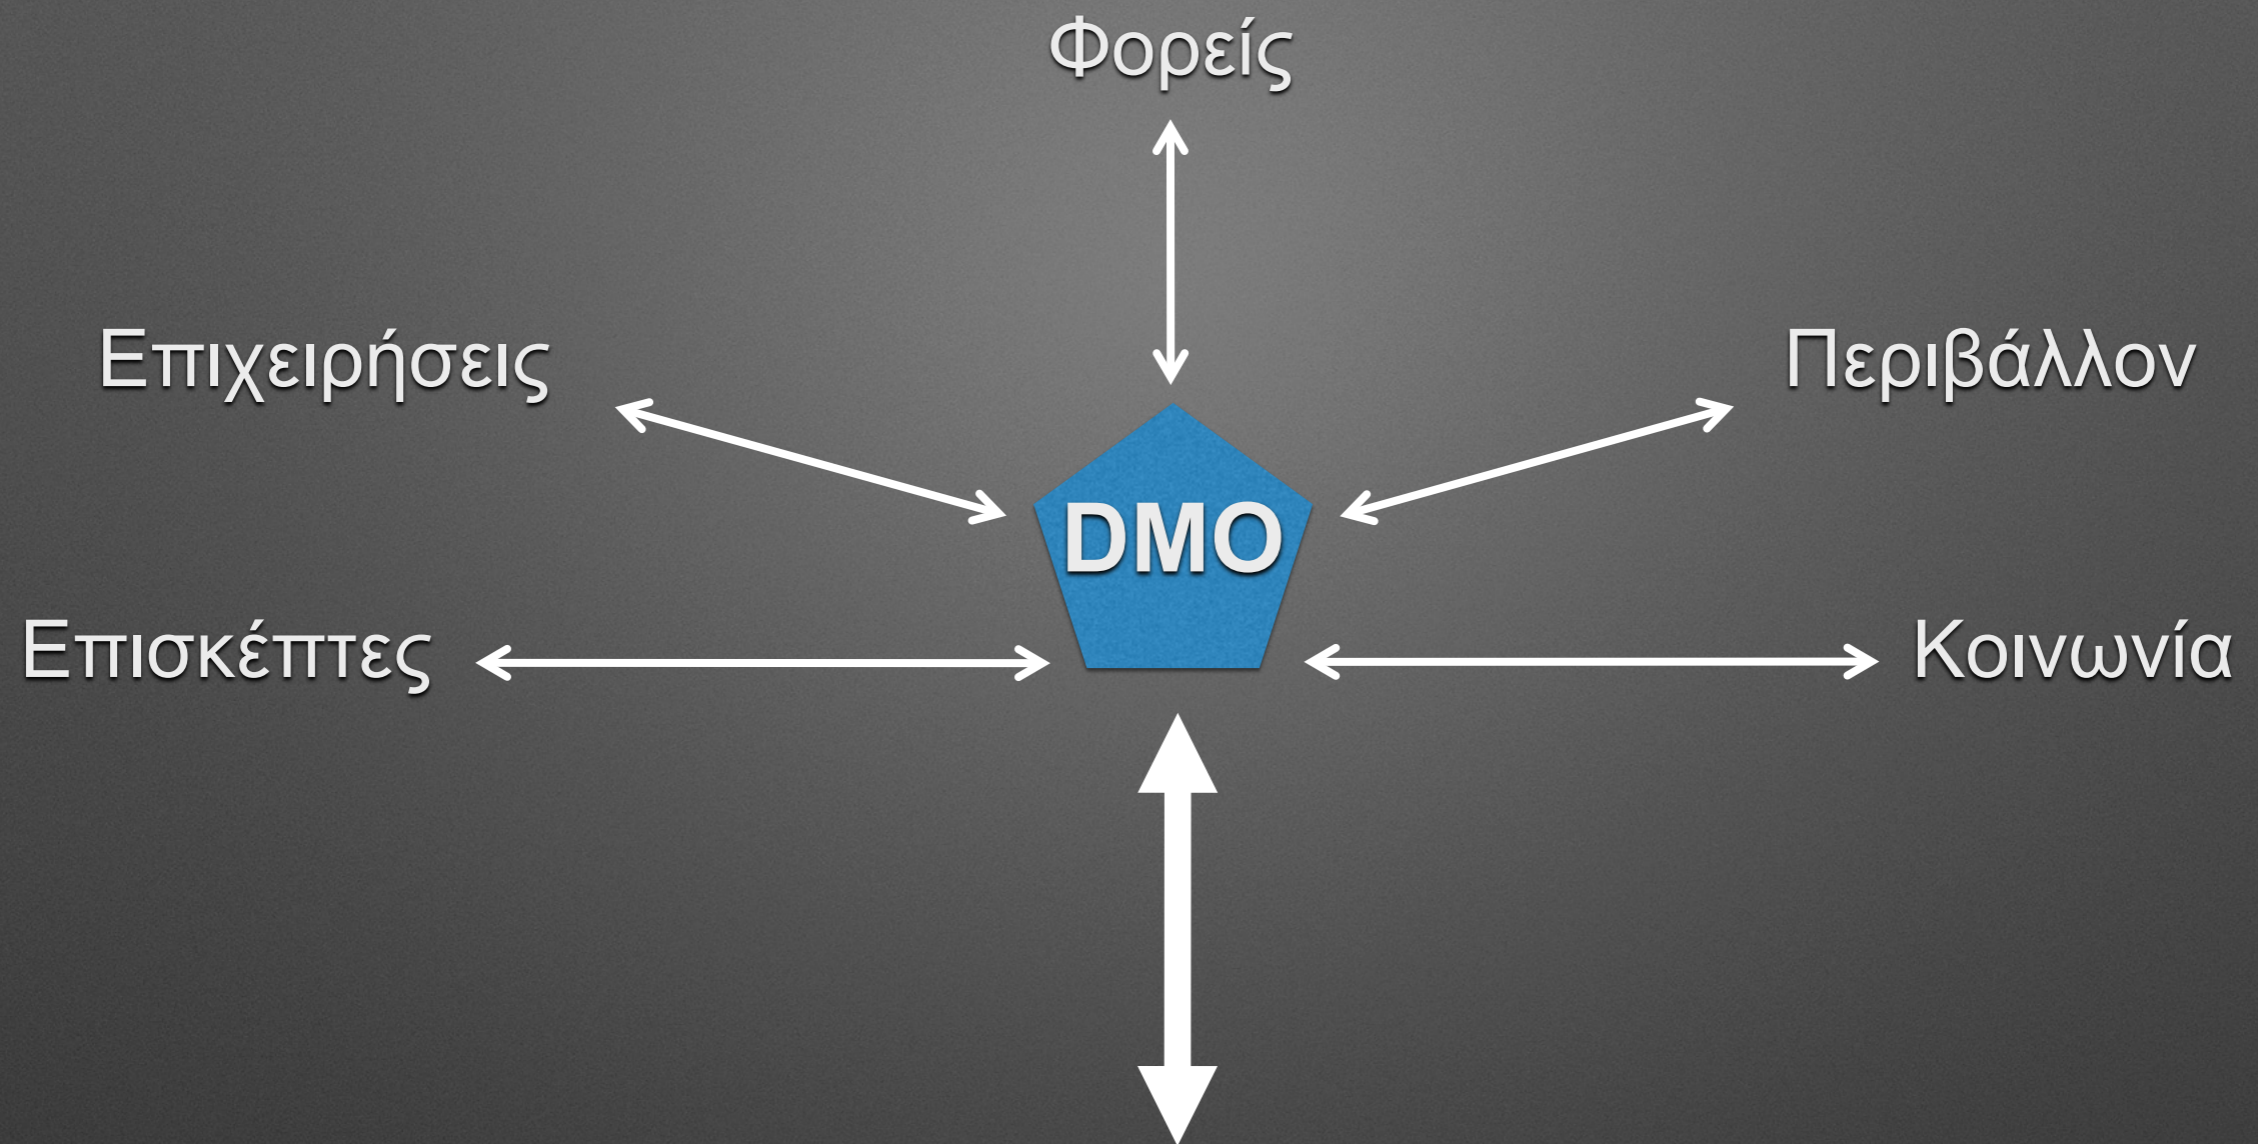 Φορείς
Επιχειρήσεις
Περιβάλλον
DMO
Επισκέπτες
Κοινωνία